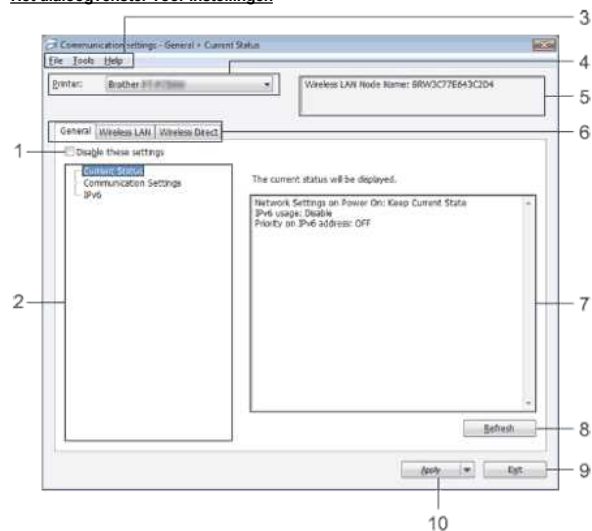 Het dialoogvenster voor instellingen
3
Communication settings - General > Current Status
File Tools Help
4
Printer: Brother
Wireless LAN Node Name: BRW3C77E643C2D4
5
General Wireless LAN Wireless Direct
6
1
Disable these settings
Current Status
Communication Settings
IPv6
The current status will be displayed.
Network Settings on Power On: Keep Current State
IPv6 usage: Disable
Priority on IPv6 address: OFF
2
7
Refresh
8
Apply
Exit
9
10